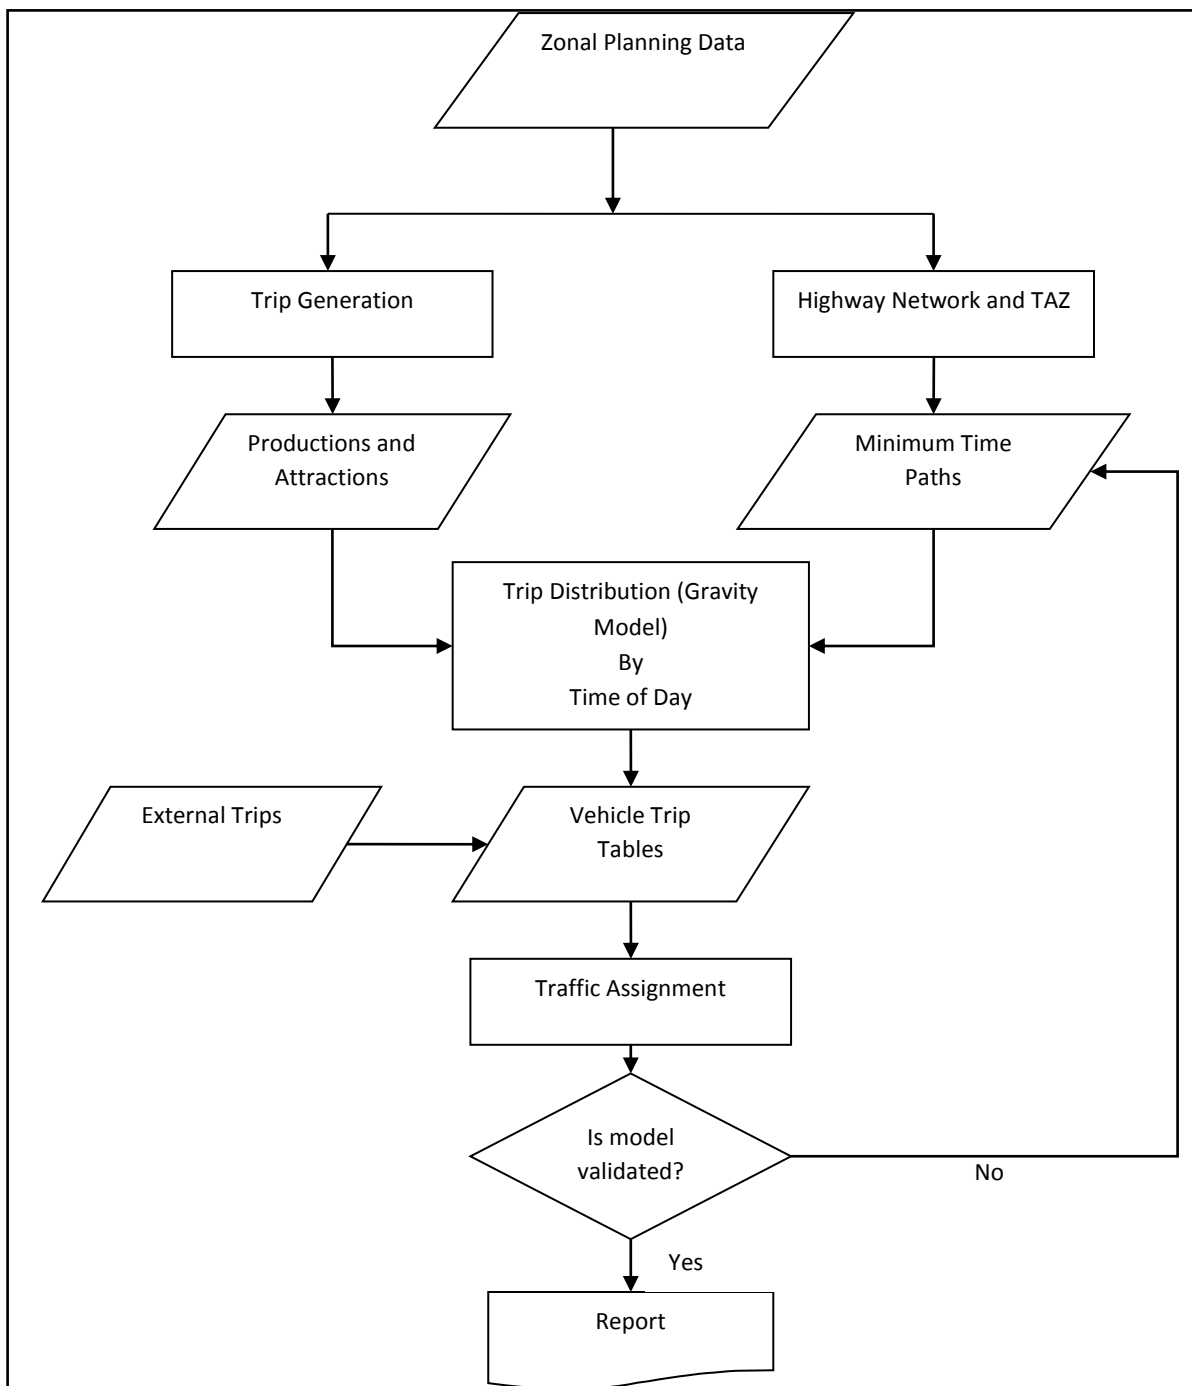 Zonal Planning Data
Trip Generation
Highway Network and TAZ
Productions and
Attractions
Minimum Time
Paths
Trip Distribution (Gravity
Model)
By
Time of Day
External Trips
Vehicle Trip
Tables
Traffic Assignment
Is model
validated?
No
Yes
Report